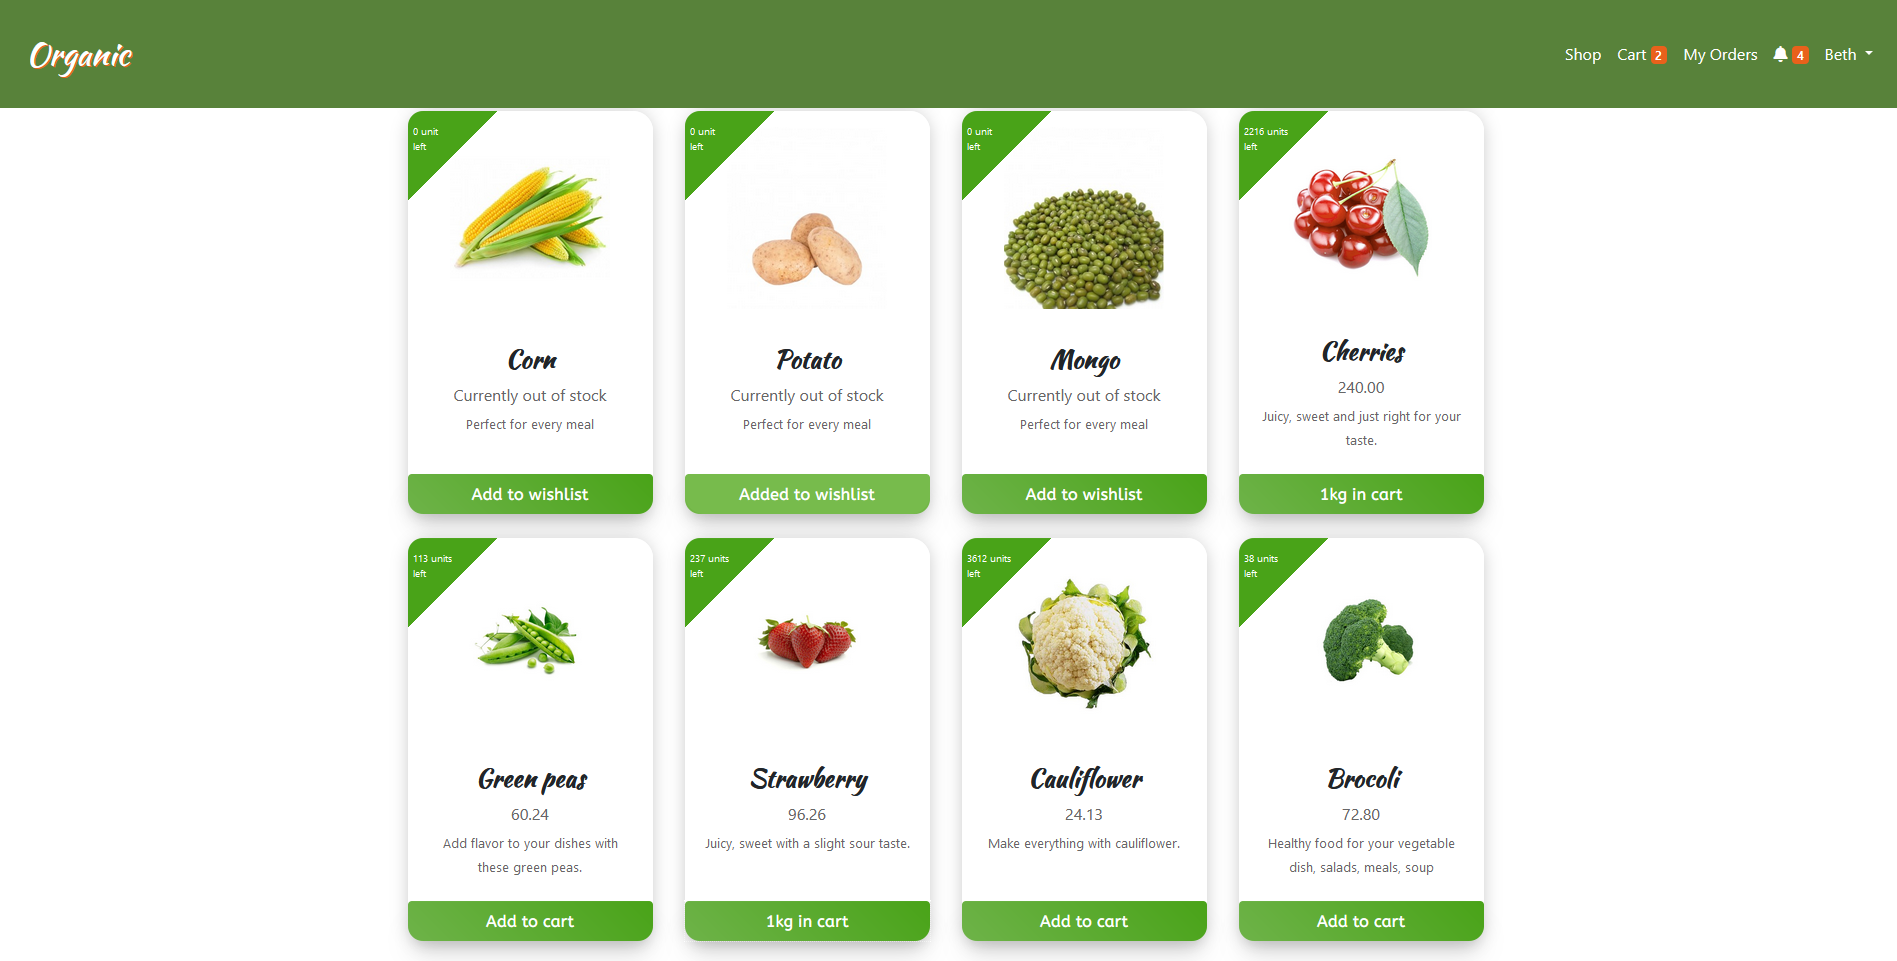 Organic
Shop Cart 2 My Orders 4 Beth
0 unit
left
Corn
Currently out of stock
Perfect for every meal
Add to wishlist
0 unit
left
Potato
Currently out of stock
Perfect for every meal
Added to wishlist
0 unit
left
Mongo
Currently out of stock
Perfect for every meal
Add to wishlist
2216 units
left
Cherries
240.00
Juicy, sweet and just right for your
taste.
1kg in cart
113 units
left
Green peas
60.24
Add flavor to your dishes with
these green peas.
Add to cart
237 units
left
Strawberry
96.26
Juicy, sweet with a slight sour taste.
1kg in cart
3612 units
left
Cauliflower
24.13
Make everything with cauliflower.
Add to cart
38 units
left
Brocoli
72.80
Healthy food for your vegetable
dish, salads, meals, soup
Add to cart